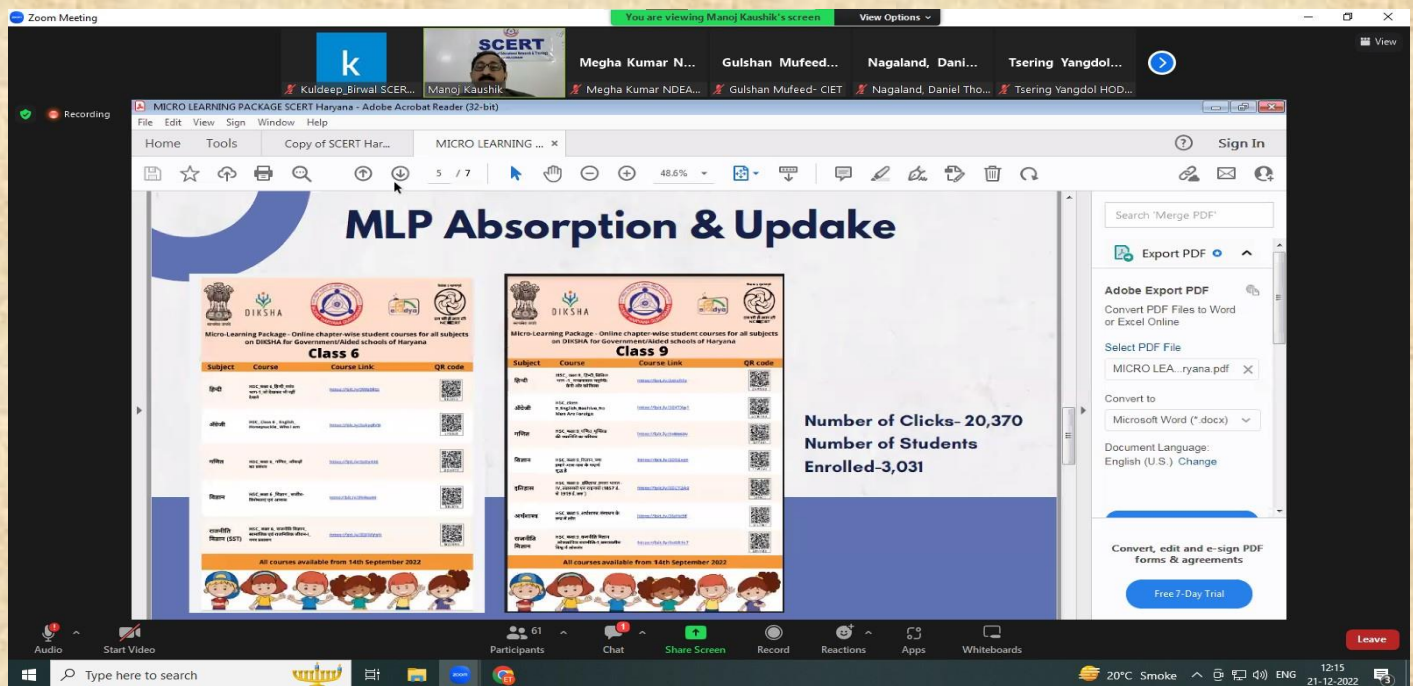 Zoom Meeting
You are viewing Manoj Kaushik's screen
View Options
View
k
SCERT
Megha Kumar N...
Gulshan Mufeed...
Nagaland, Dani...
Tsering Yangdol...
Kuldeep_Birwal SCER...
Manoj Kaushik
Megha Kumar NDEA...
Gulshan Mufeed- CIET
Nagaland, Daniel Tho...
Tsering Yangdol HOD...
Recording
MICRO LEARNING PACKAGE SCERT Haryana - Adobe Acrobat Reader (32-bit)
File Edit View Sign Window Help
Home Tools Copy of SCERT Har... MICRO LEARNING ... ×
Sign In
5 / 7
48.6%
MLP Absorption & Updake
DIKSHA
Micro-Learning Package - Online chapter-wise student courses for all subjects
on DIKSHA for Government/Aided schools of Haryana
Class 6
Subject Course Course Link QR code
हिन्दी
अंग्रेजी
गणित
विज्ञान
राजनीति
विज्ञान (SST)
All courses available from 14th September 2022
DIKSHA
Micro-Learning Package - Online chapter-wise student courses for all subjects
on DIKSHA for Government/Aided schools of Haryana
Class 9
Subject Course Course Link QR code
हिन्दी
अंग्रेजी
गणित
विज्ञान
इतिहास
अर्थशास्त्र
राजनीति
विज्ञान
All courses available from 14th September 2022
Number of Clicks- 20,370
Number of Students
Enrolled-3,031
Search 'Merge PDF'
Export PDF
Adobe Export PDF
Convert PDF Files to Word
or Excel Online
Select PDF File
MICRO LEA...ryana.pdf
Convert to
Microsoft Word (*.docx)
Document Language:
English (U.S.) Change
Convert, edit and e-sign PDF
forms & agreements
Free 7-Day Trial
Audio
Start Video
61
Participants
1
Chat
Share Screen
Record
Reactions
Apps
Whiteboards
Leave
Type here to search
20°C Smoke
ENG
12:15
21-12-2022
3